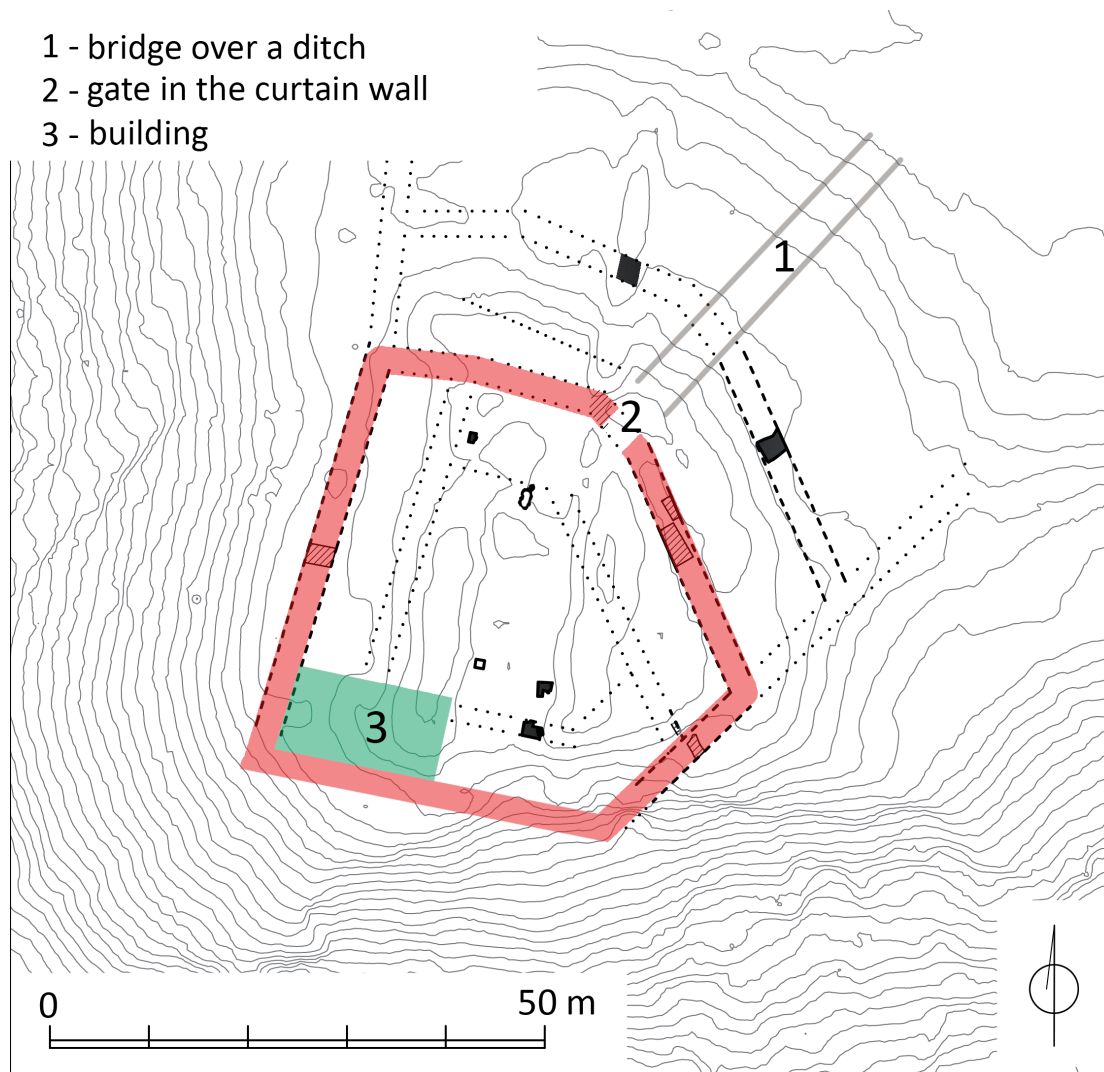 1 - bridge over a ditch
2 - gate in the curtain wall
3 - building
1
2
3
0 50 m